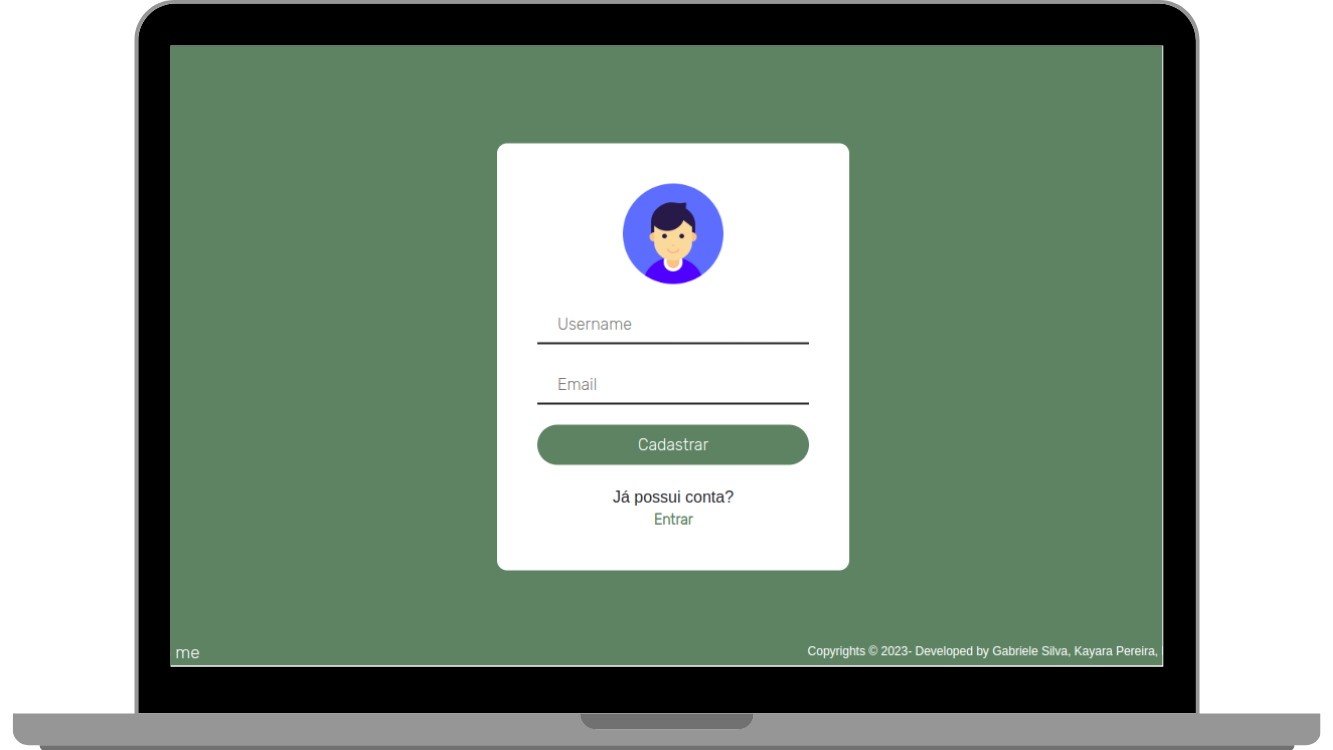 Username
Email
Cadastrar
Já possui conta?
Entrar
me
Copyrights © 2023- Developed by Gabriele Silva, Kayara Pereira,